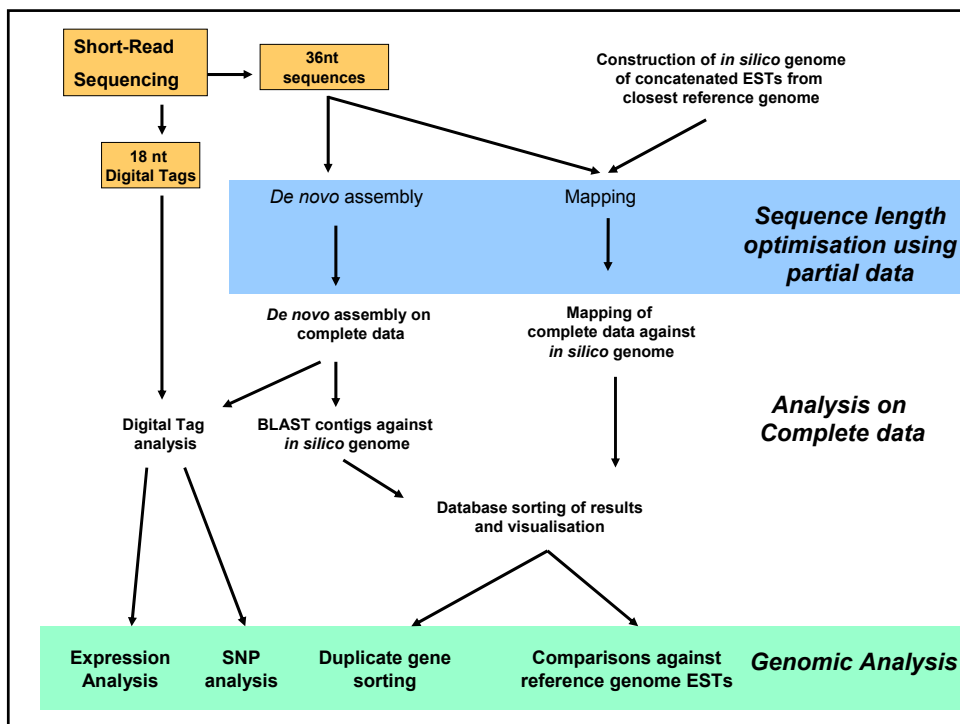 Short-Read
Sequencing
36nt
sequences
Construction of in silico genome
of concatenated ESTs from
closest reference genome
18 nt
Digital Tags
De novo assembly
Mapping
Sequence length
optimisation using
partial data
De novo assembly on
complete data
Mapping of
complete data against
in silico genome
Digital Tag
analysis
BLAST contigs against
in silico genome
Analysis on
Complete data
Database sorting of results
and visualisation
Expression
Analysis
SNP
analysis
Duplicate gene
sorting
Comparisons against
reference genome ESTs
Genomic Analysis